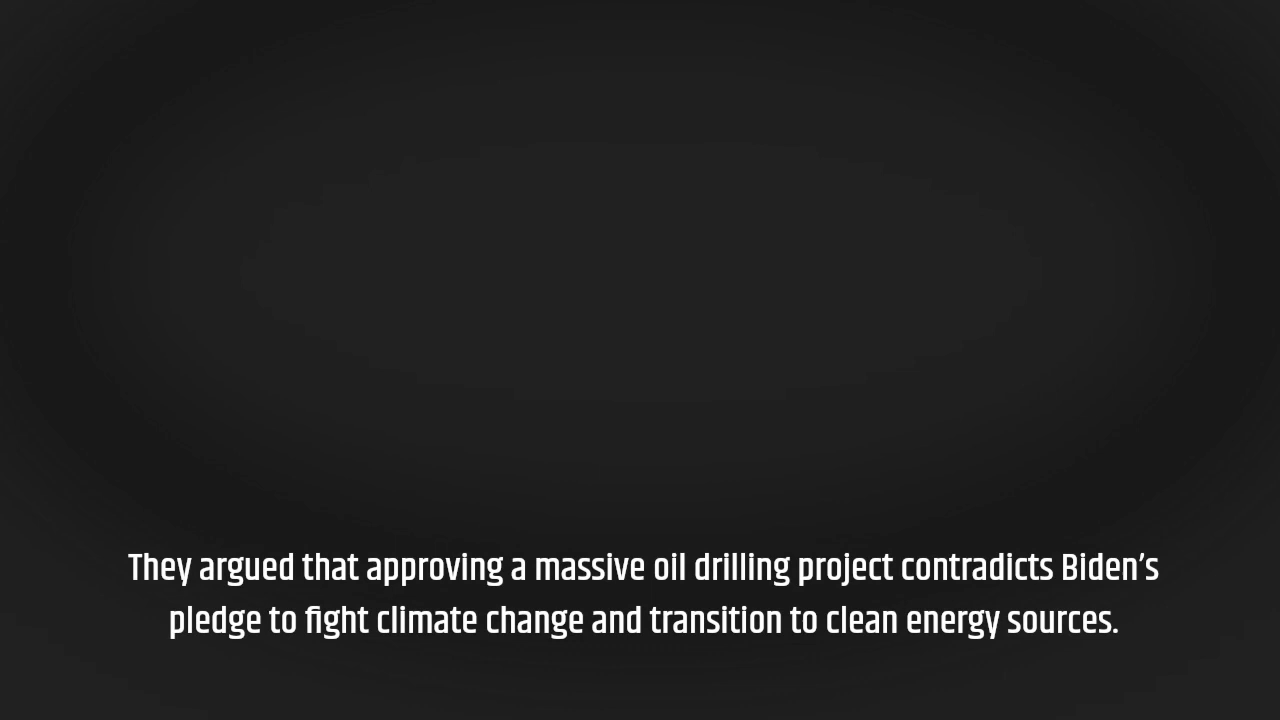 They argued that approving a massive oil drilling project contradicts Biden’s
pledge to fight climate change and transition to clean energy sources.